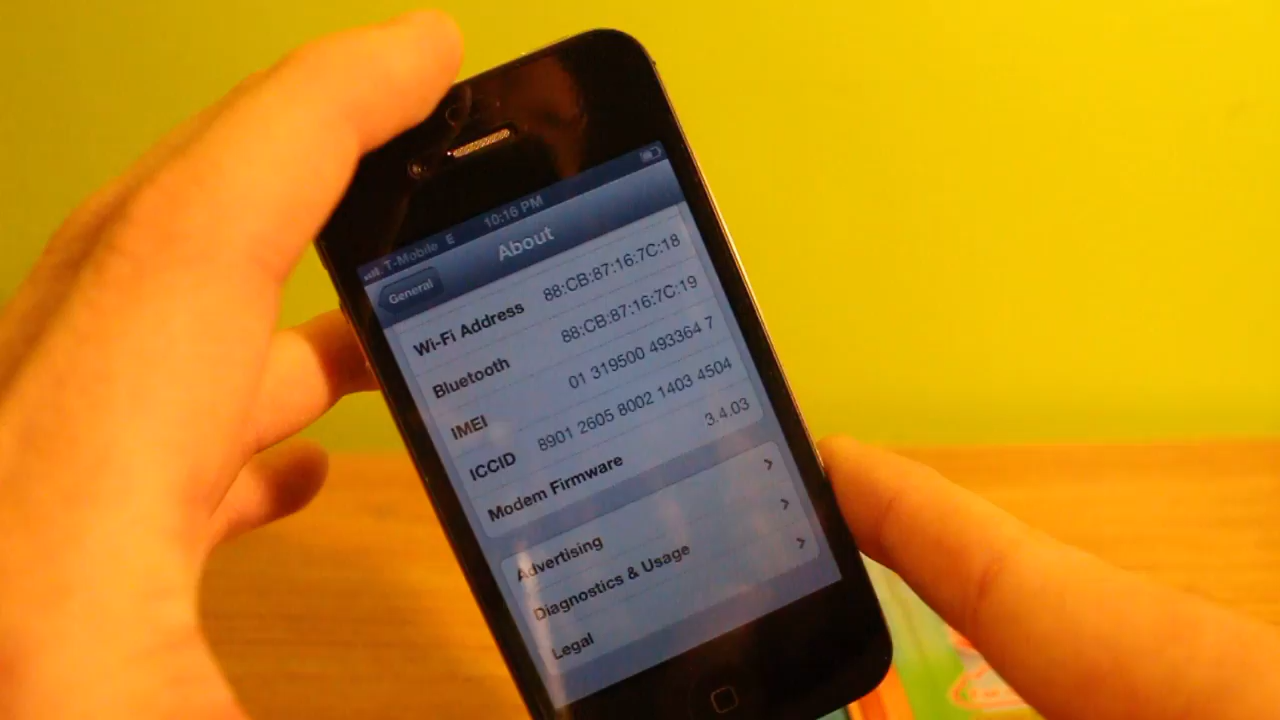 T-Mobile E 10:16 PM
General About
Wi-Fi Address 88:CB:87:16:7C:18
Bluetooth 88:CB:87:16:7C:19
IMEI 01 319500 493364 7
ICCID 8901 2605 8002 1403 4504
Modem Firmware 3.4.03
Advertising
Diagnostics & Usage
Legal